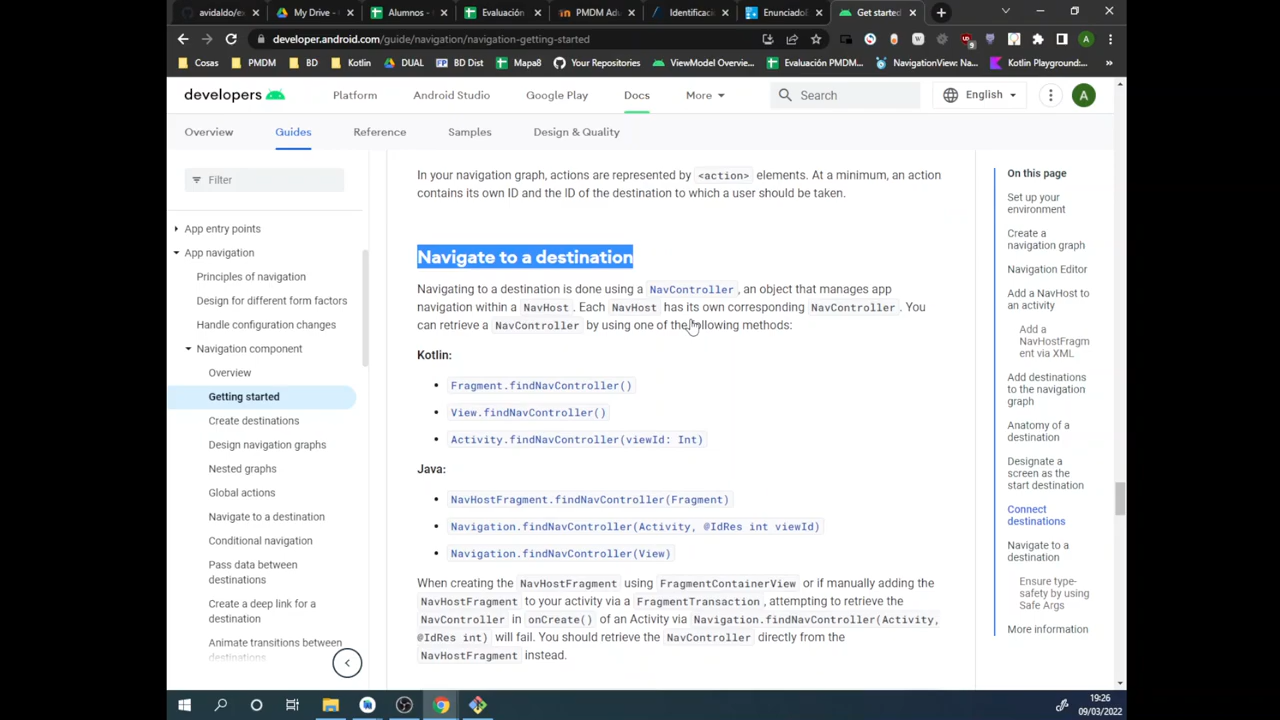 avidaldo/e
My Drive -
Alumnos -
Evaluación
PMDM Adu
Identificac
Enunciado
Get started
developer.android.com/guide/navigation/navigation-getting-started
9
A
Cosas
PMDM
BD
Kotlin
DUAL
BD Dist
Mapa8
Your Repositories
ViewModel Overvie...
Evaluación PMDM...
NavigationView: Na...
Kotlin Playground:...
»
developers
Platform
Android Studio
Google Play
Docs
More
Search
English
A
Overview
Guides
Reference
Samples
Design & Quality
Filter
App entry points
App navigation
Principles of navigation
Design for different form factors
Handle configuration changes
Navigation component
Overview
Getting started
Create destinations
Design navigation graphs
Nested graphs
Global actions
Navigate to a destination
Conditional navigation
Pass data between
destinations
Create a deep link for a
destination
Animate transitions between
destinations
In your navigation graph, actions are represented by <action> elements. At a minimum, an action
contains its own ID and the ID of the destination to which a user should be taken.
Navigate to a destination
Navigating to a destination is done using a NavController, an object that manages app
navigation within a NavHost. Each NavHost has its own corresponding NavController. You
can retrieve a NavController by using one of the following methods:
Kotlin:
• Fragment.findNavController()
• View.findNavController()
• Activity.findNavController(viewId: Int)
Java:
• NavHostFragment.findNavController(Fragment)
• Navigation.findNavController(Activity, @IdRes int viewId)
• Navigation.findNavController(View)
When creating the NavHostFragment using FragmentContainerView or if manually adding the
NavHostFragment to your activity via a FragmentTransaction, attempting to retrieve the
NavController in onCreate() of an Activity via Navigation.findNavController(Activity,
@IdRes int) will fail. You should retrieve the NavController directly from the
NavHostFragment instead.
On this page
Set up your
environment
Create a
navigation graph
Navigation Editor
Add a NavHost to
an activity
Add a
NavHostFragm
ent via XML
Add destinations
to the navigation
graph
Anatomy of a
destination
Designate a
screen as the
start destination
Connect
destinations
Navigate to a
destination
Ensure type-
safety by using
Safe Args
More information
19:26
09/03/2022